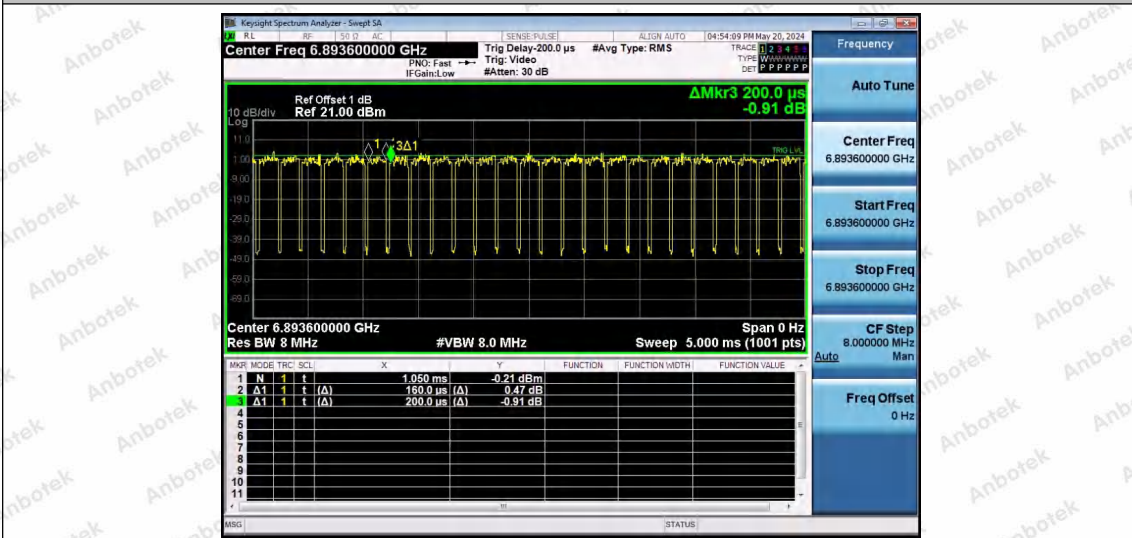 Keysight Spectrum Analyzer - Swept SA
LXI RL RF 50 Ω AC SENSE:PULSE ALIGN AUTO 04:54:09 PM May 20, 2024
Center Freq 6.893600000 GHz
PNO: Fast
IFGain:Low
Trig Delay-200.0 µs
Trig: Video
#Atten: 30 dB
#Avg Type: RMS
TRACE 1 2 3 4 5 6
TYPE WWWWWW
DET P P P P P P
ΔMkr3 200.0 µs
-0.91 dB
Ref Offset 1 dB
10 dB/div Ref 21.00 dBm
Log
11.0
1.00
-9.00
-19.0
-29.0
-39.0
-49.0
-59.0
-69.0
1 3Δ1
TRIG LVL
Center 6.893600000 GHz Span 0 Hz
Res BW 8 MHz #VBW 8.0 MHz Sweep 5.000 ms (1001 pts)
MKR MODE TRC SCL X Y FUNCTION FUNCTION WIDTH FUNCTION VALUE
1 N 1 t 1.050 ms -0.21 dBm
2 Δ1 1 t (Δ) 160.0 µs (Δ) 0.47 dB
3 Δ1 1 t (Δ) 200.0 µs (Δ) -0.91 dB
4
5
6
7
8
9
10
11
MSG STATUS
Frequency
Auto Tune
Center Freq
6.893600000 GHz
Start Freq
6.893600000 GHz
Stop Freq
6.893600000 GHz
CF Step
8.000000 MHz
Auto Man
Freq Offset
0 Hz
Anbotek